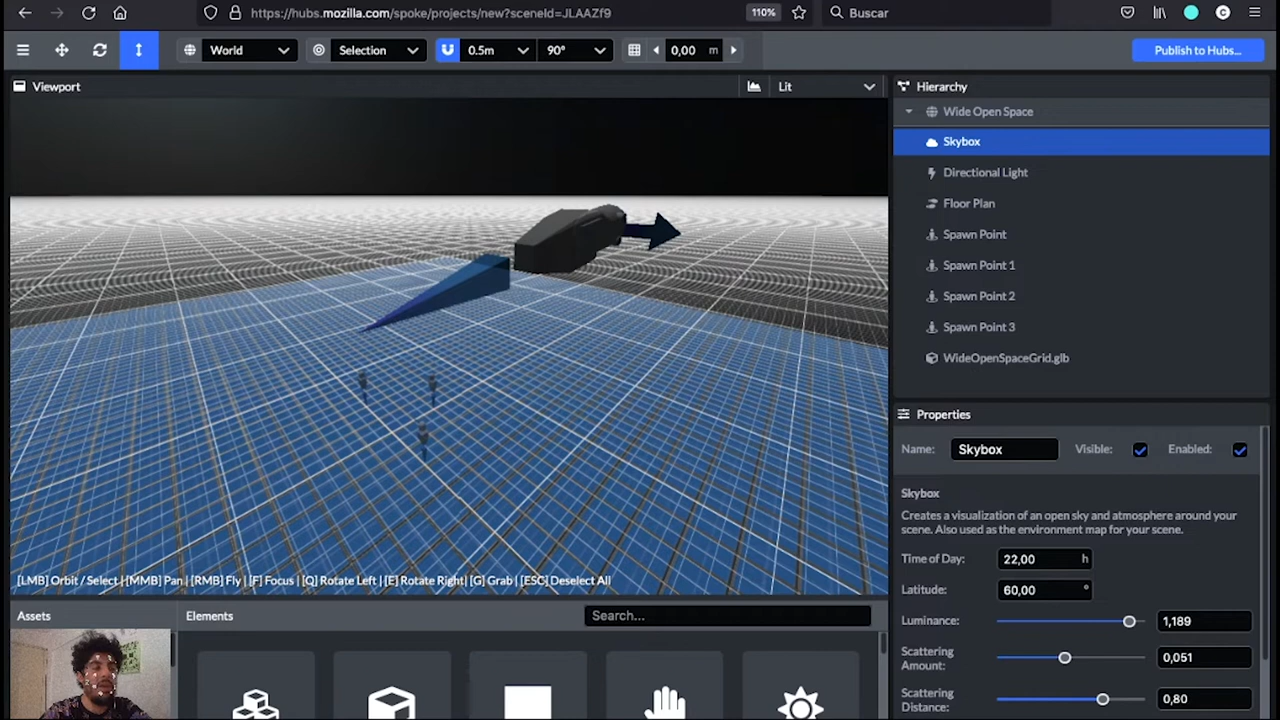 https://hubs.mozilla.com/spoke/projects/new?sceneId=JLAAZf9
110%
Buscar
C
World
Selection
0.5m
90°
0,00 m
Publish to Hubs...
Viewport
Lit
Hierarchy
Wide Open Space
Skybox
Directional Light
Floor Plan
Spawn Point
Spawn Point 1
Spawn Point 2
Spawn Point 3
WideOpenSpaceGrid.glb
Properties
Name: Skybox Visible: Enabled:
Skybox
Creates a visualization of an open sky and atmosphere around your
scene. Also used as the environment map for your scene.
Time of Day: 22,00 h
Latitude: 60,00 °
Luminance: 1,189
Scattering
Amount: 0,051
Scattering
Distance: 0,80
[LMB] Orbit / Select | [MMB] Pan | [RMB] Fly | [F] Focus | [Q] Rotate Left | [E] Rotate Right | [G] Grab | [ESC] Deselect All
Assets
Elements
Search...